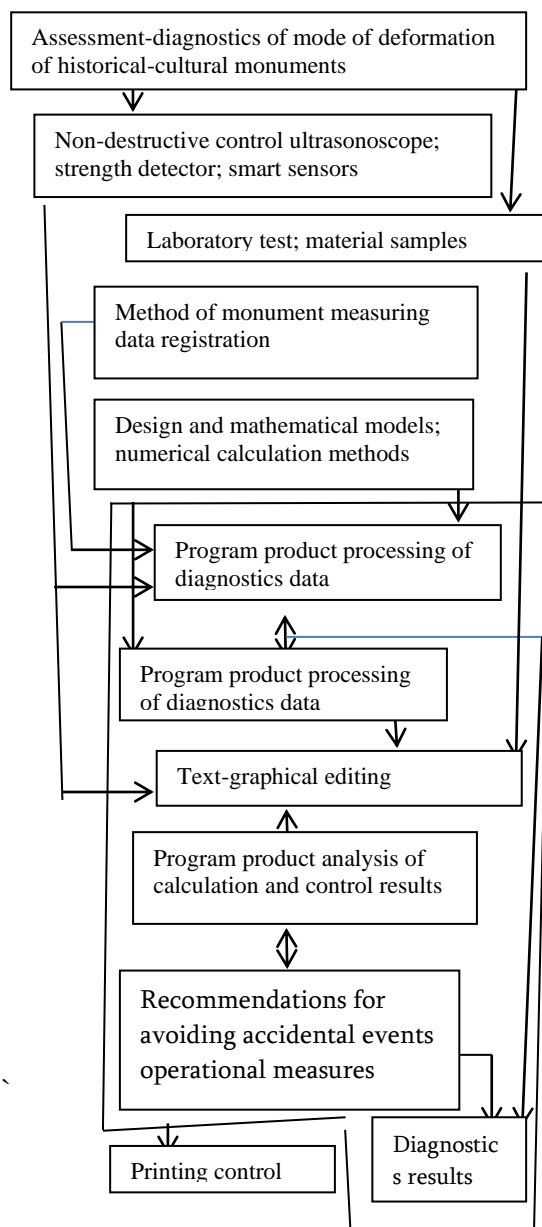 Assessment-diagnostics of mode of deformation
of historical-cultural monuments
Non-destructive control ultrasonoscope;
strength detector; smart sensors
Laboratory test; material samples
Method of monument measuring
data registration
Design and mathematical models;
numerical calculation methods
Program product processing of
diagnostics data
Program product processing
of diagnostics data
Text-graphical editing
Program product analysis of
calculation and control results
Recommendations for
avoiding accidental events
operational measures
`
Printing control
Diagnostic
s results